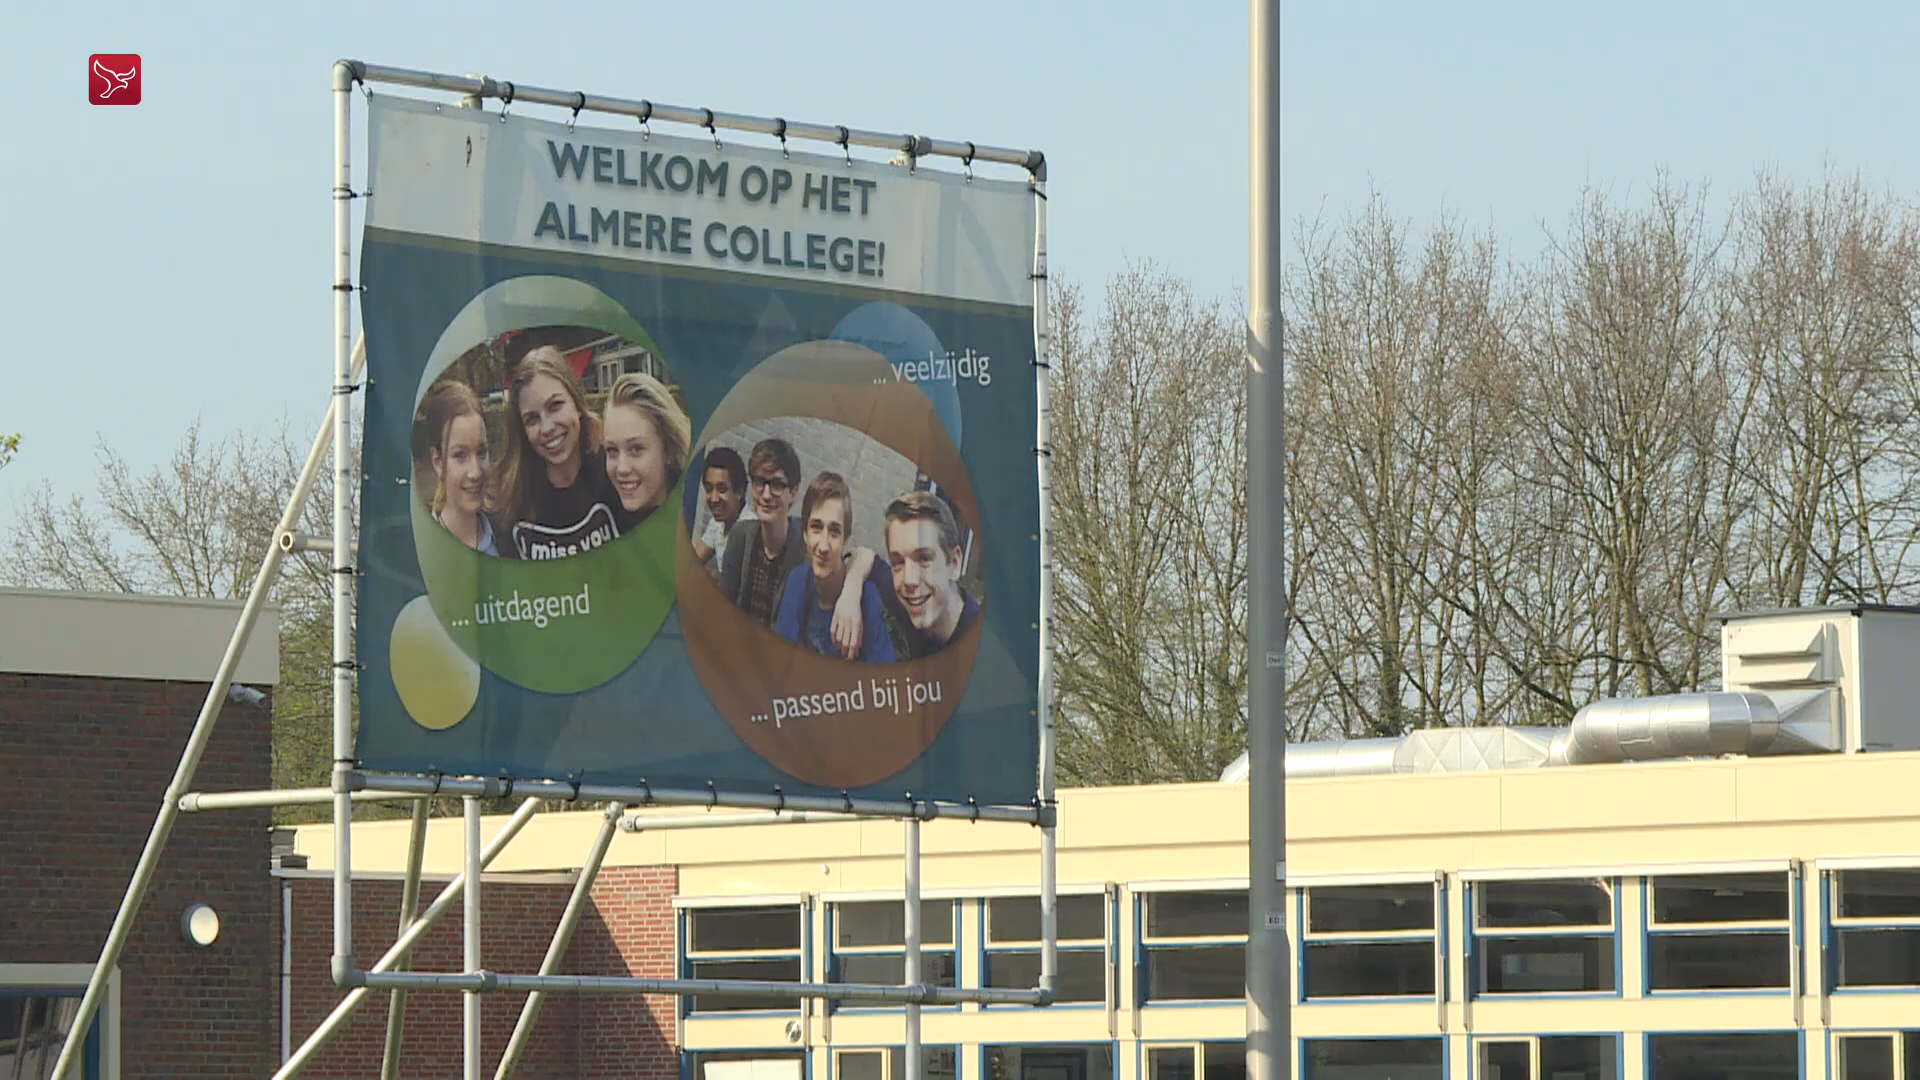 WELKOM OP HET
ALMERE COLLEGE!
... veelzijdig
I miss you
... uitdagend
... passend bij jou